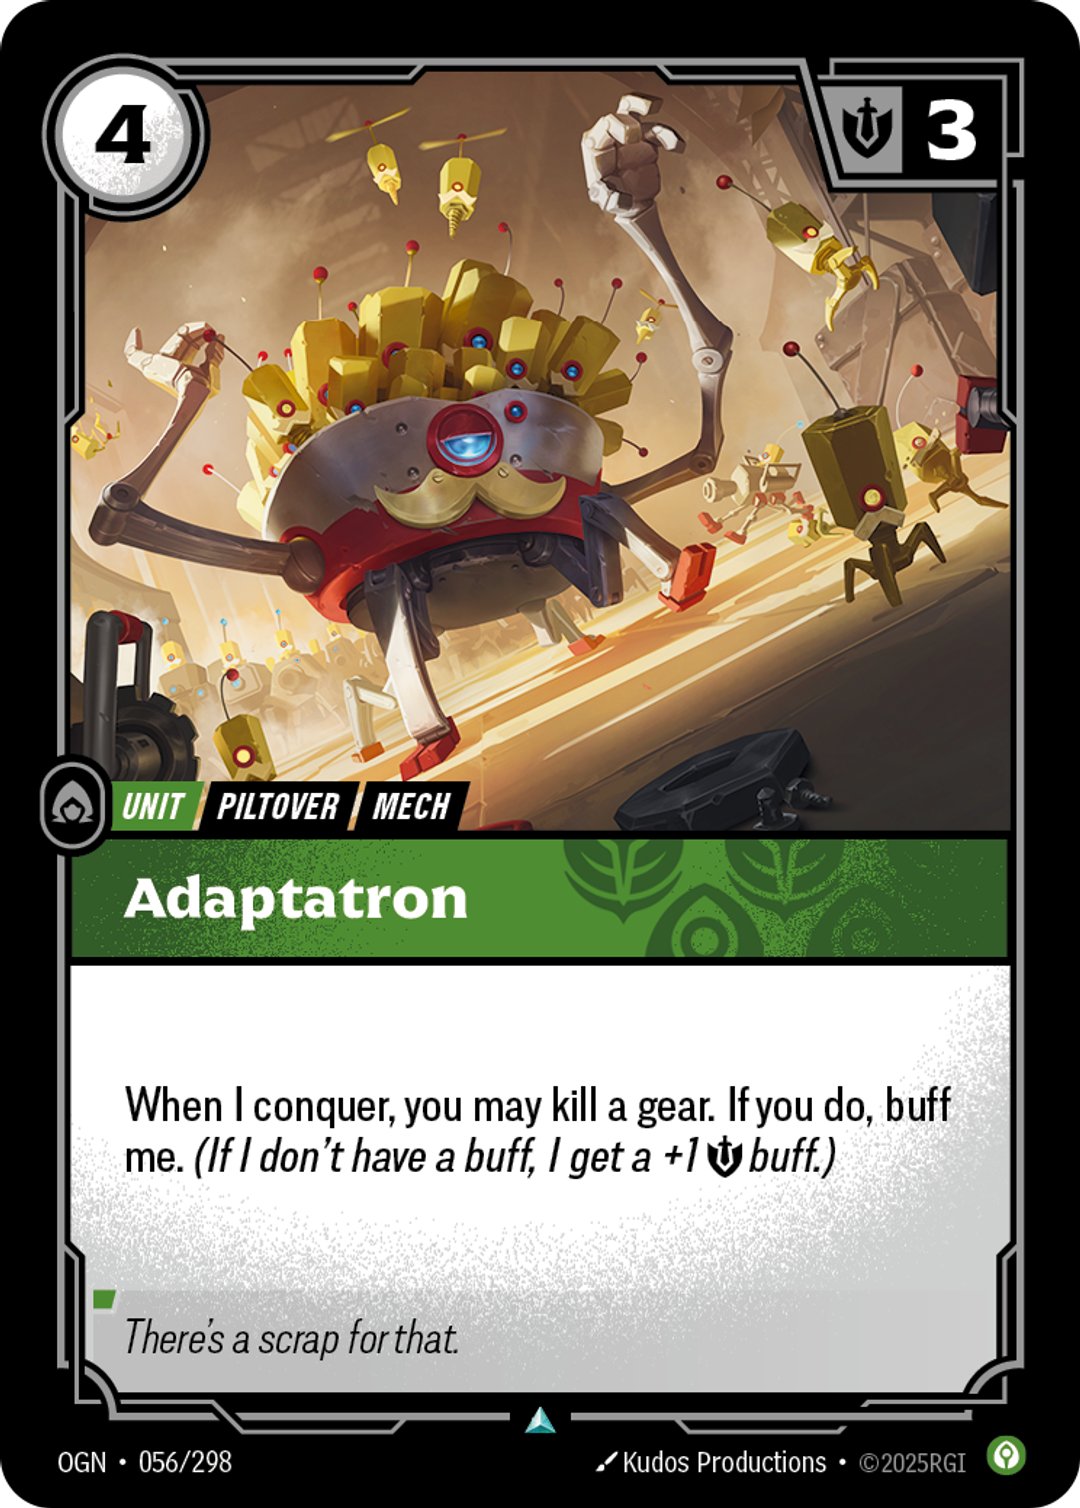 4
3
UNIT PILTOVER MECH
Adaptatron
When I conquer, you may kill a gear. If you do, buff
me. (If I don't have a buff, I get a +1 buff.)
There's a scrap for that.
OGN • 056/298
Kudos Productions • ©2025RGI